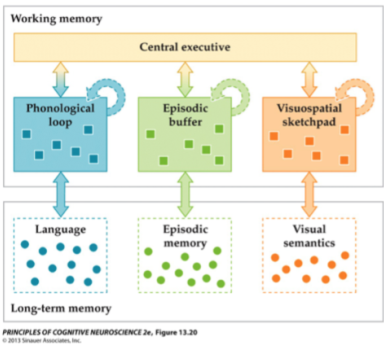 Working memory
Central executive
Phonological
loop
Episodic
buffer
Visuospatial
sketchpad
Language
Episodic
memory
Visual
semantics
Long-term memory
PRINCIPLES OF COGNITIVE NEUROSCIENCE 2e, Figure 13.20
© 2013 Sinauer Associates, Inc.